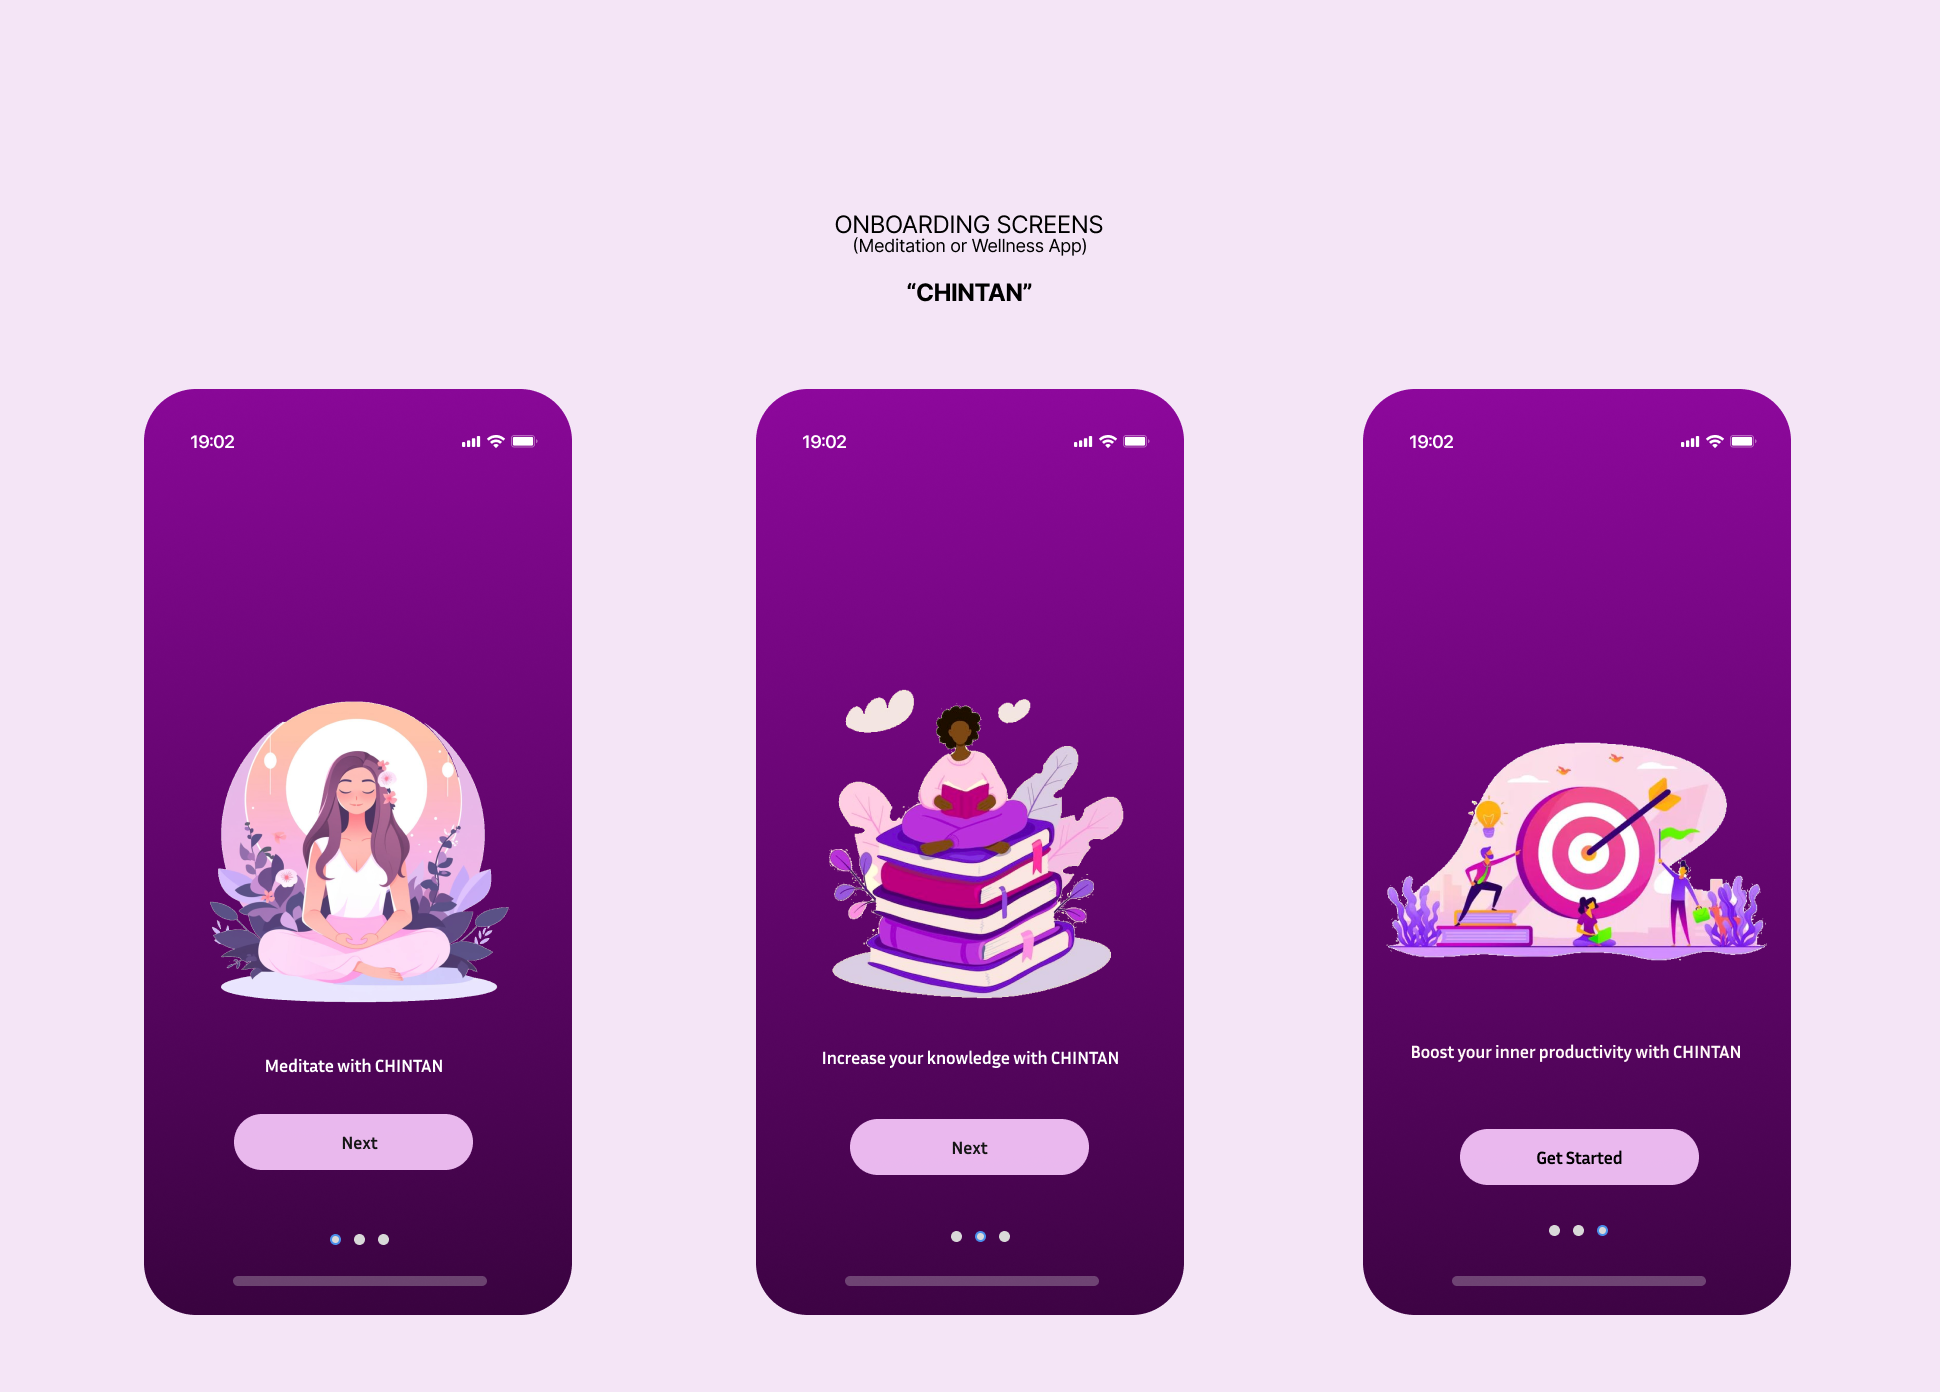 ONBOARDING SCREENS
(Meditation or Wellness App)
“CHINTAN”
19:02
Meditate with CHINTAN
Next
19:02
Increase your knowledge with CHINTAN
Next
19:02
Boost your inner productivity with CHINTAN
Get Started